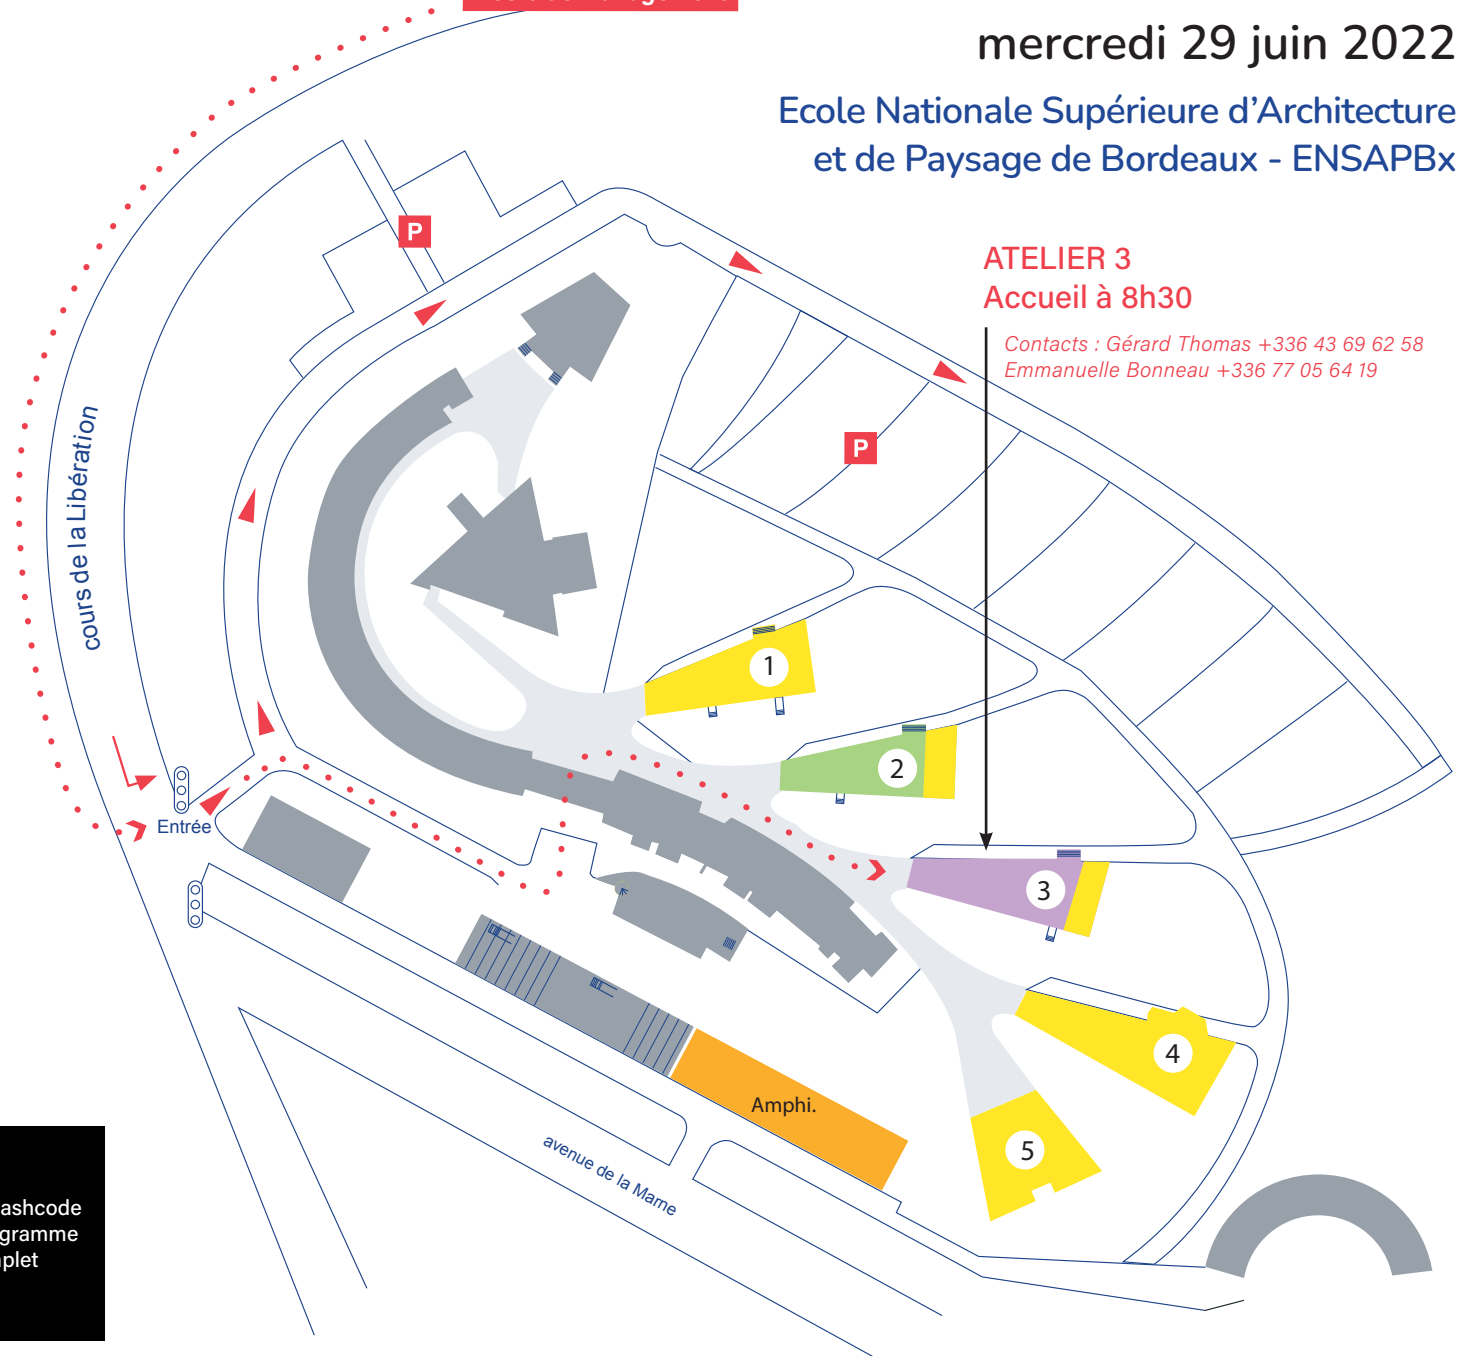 mercredi 29 juin 2022
Ecole Nationale Supérieure d'Architecture
et de Paysage de Bordeaux - ENSAPBx
P
ATELIER 3
Accueil à 8h30
Contacts : Gérard Thomas +336 43 69 62 58
Emmanuelle Bonneau +336 77 05 64 19
P
cours de la Libération
1
2
Entrée
3
4
Amphi.
5
avenue de la Marne
ashcode
gramme
plet